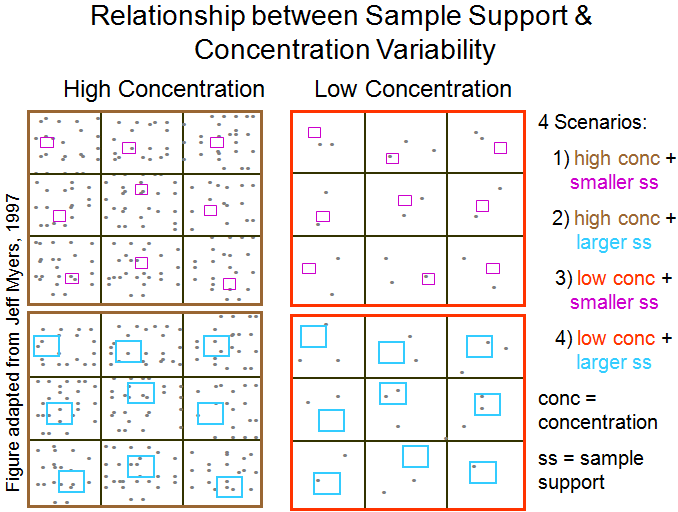 Relationship between Sample Support &
Concentration Variability
High Concentration
Low Concentration
4 Scenarios:
1) high conc +
smaller ss
2) high conc +
larger ss
3) low conc +
smaller ss
4) low conc +
larger ss
conc =
concentration
ss = sample
support
Figure adapted from Jeff Myers, 1997